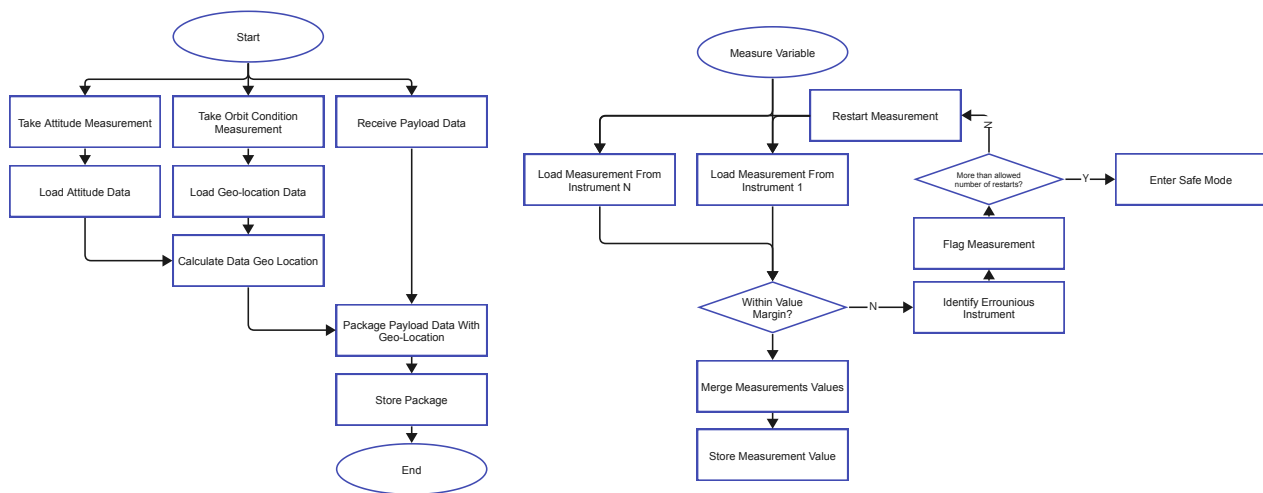 Start
Take Attitude Measurement
Take Orbit Condition
Measurement
Receive Payload Data
Load Attitude Data
Load Geo-location Data
Calculate Data Geo Location
Package Payload Data With
Geo-Location
Store Package
End
Measure Variable
Restart Measurement
Load Measurement From
Instrument N
Load Measurement From
Instrument 1
More than allowed
number of restarts?
N
Y
Enter Safe Mode
Flag Measurement
Within Value
Margin?
N
Identify Errounious
Instrument
Merge Measurements Values
Store Measurement Value